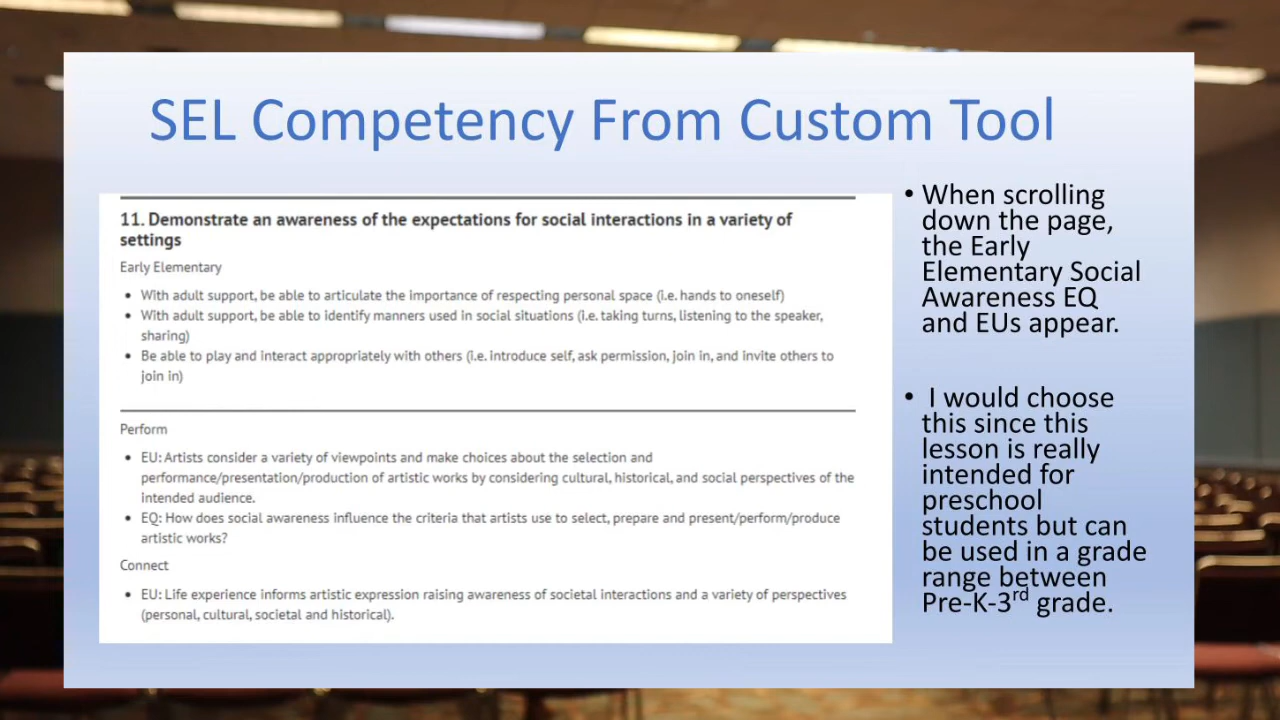 SEL Competency From Custom Tool
11. Demonstrate an awareness of the expectations for social interactions in a variety of
settings
Early Elementary
• With adult support, be able to articulate the importance of respecting personal space (i.e. hands to oneself)
• With adult support, be able to identify manners used in social situations (i.e. taking turns, listening to the speaker,
sharing)
• Be able to play and interact appropriately with others (i.e. introduce self, ask permission, join in, and invite others to
join in)
Perform
• EU: Artists consider a variety of viewpoints and make choices about the selection and
performance/presentation/production of artistic works by considering cultural, historical, and social perspectives of the
intended audience.
• EQ: How does social awareness influence the criteria that artists use to select, prepare and present/perform/produce
artistic works?
Connect
• EU: Life experience informs artistic expression raising awareness of societal interactions and a variety of perspectives
(personal, cultural, societal and historical).
• When scrolling
down the page,
the Early
Elementary Social
Awareness EQ
and EUs appear.
• I would choose
this since this
lesson is really
intended for
preschool
students but can
be used in a grade
range between
Pre-K-3rd grade.